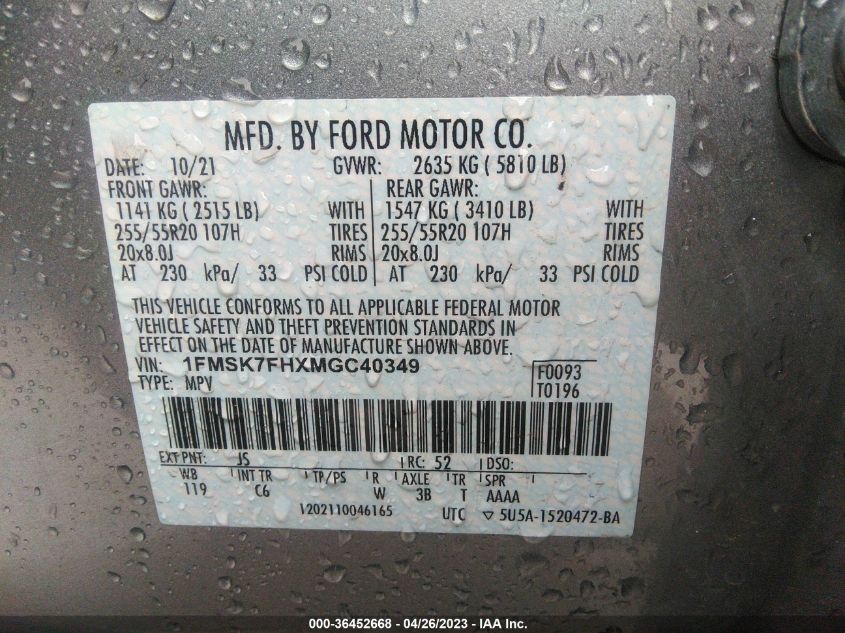 MFD. BY FORD MOTOR CO.
DATE: 10/21 GVWR: 2635 KG ( 5810 LB)
FRONT GAWR: REAR GAWR:
1141 KG ( 2515 LB) WITH 1547 KG ( 3410 LB) WITH
255/55R20 107H TIRES 255/55R20 107H TIRES
20x8.0J RIMS 20x8.0J RIMS
AT 230 kPa/ 33 PSI COLD AT 230 kPa/ 33 PSI COLD
THIS VEHICLE CONFORMS TO ALL APPLICABLE FEDERAL MOTOR
VEHICLE SAFETY AND THEFT PREVENTION STANDARDS IN
EFFECT ON THE DATE OF MANUFACTURE SHOWN ABOVE.
VIN: 1FMSK7FHXMGC40349 F0093
TYPE: MPV T0196
EXT PNT: JS RC: 52 DSO:
WB INT TR TP/PS R AXLE TR SPR
119 C6 W 3B T AAAA
1202110046165 UTC ▽ 5U5A-1520472-BA
000-36452668 - 04/26/2023 - IAA Inc.